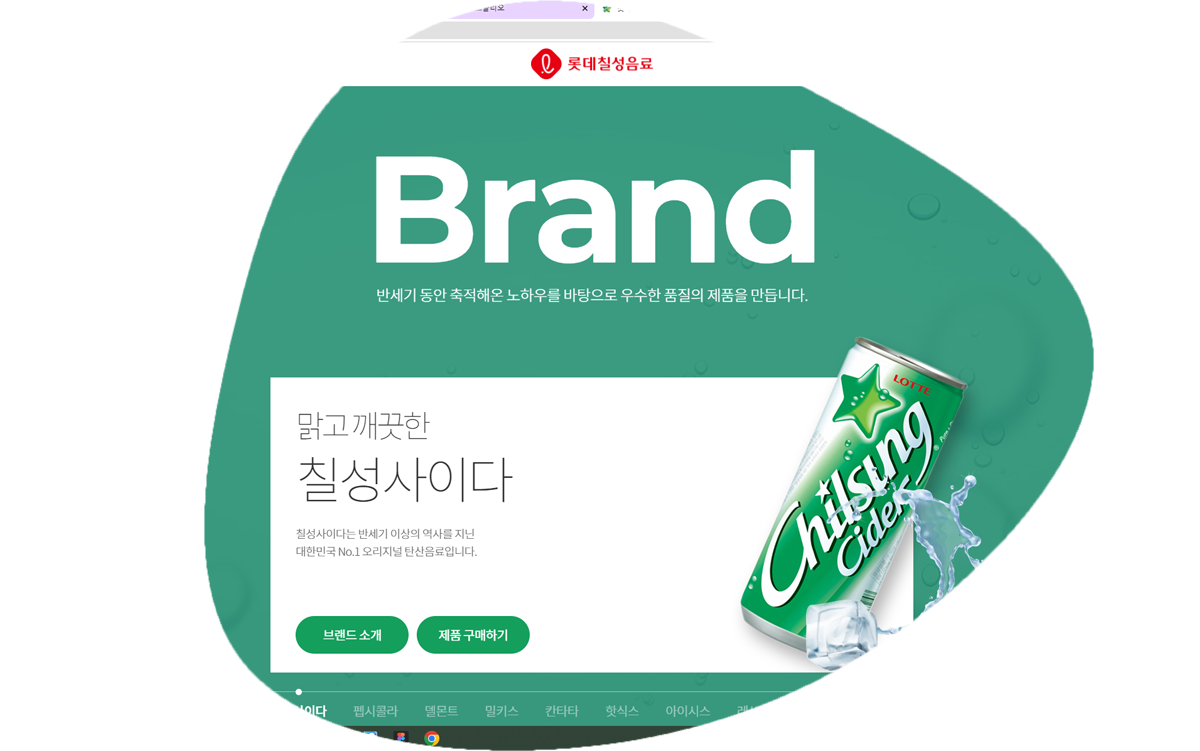 롯데칠성음료
Brand
반세기 동안 축적해온 노하우를 바탕으로 우수한 품질의 제품을 만듭니다.
LOTTE
Chilsung
Cider
맑고 깨끗한
칠성사이다
칠성사이다는 반세기 이상의 역사를 지닌
대한민국 No.1 오리지널 탄산음료입니다.
브랜드 소개 제품 구매하기
사이다 펩시콜라 델몬트 밀키스 칸타타 핫식스 아이시스